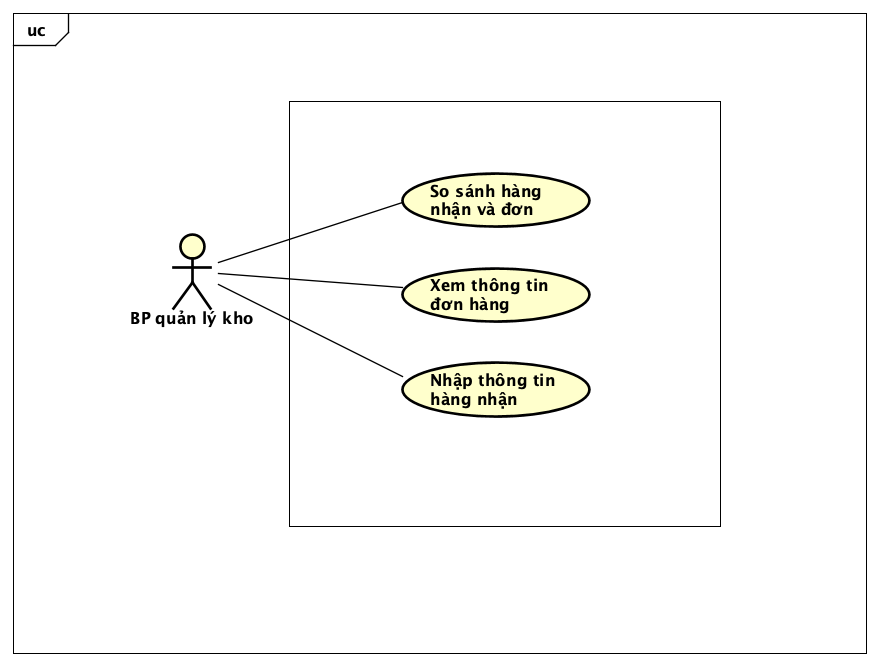 uc
So sánh hàng
nhận và đơn
Xem thông tin
đơn hàng
BP quản lý kho
Nhập thông tin
hàng nhận